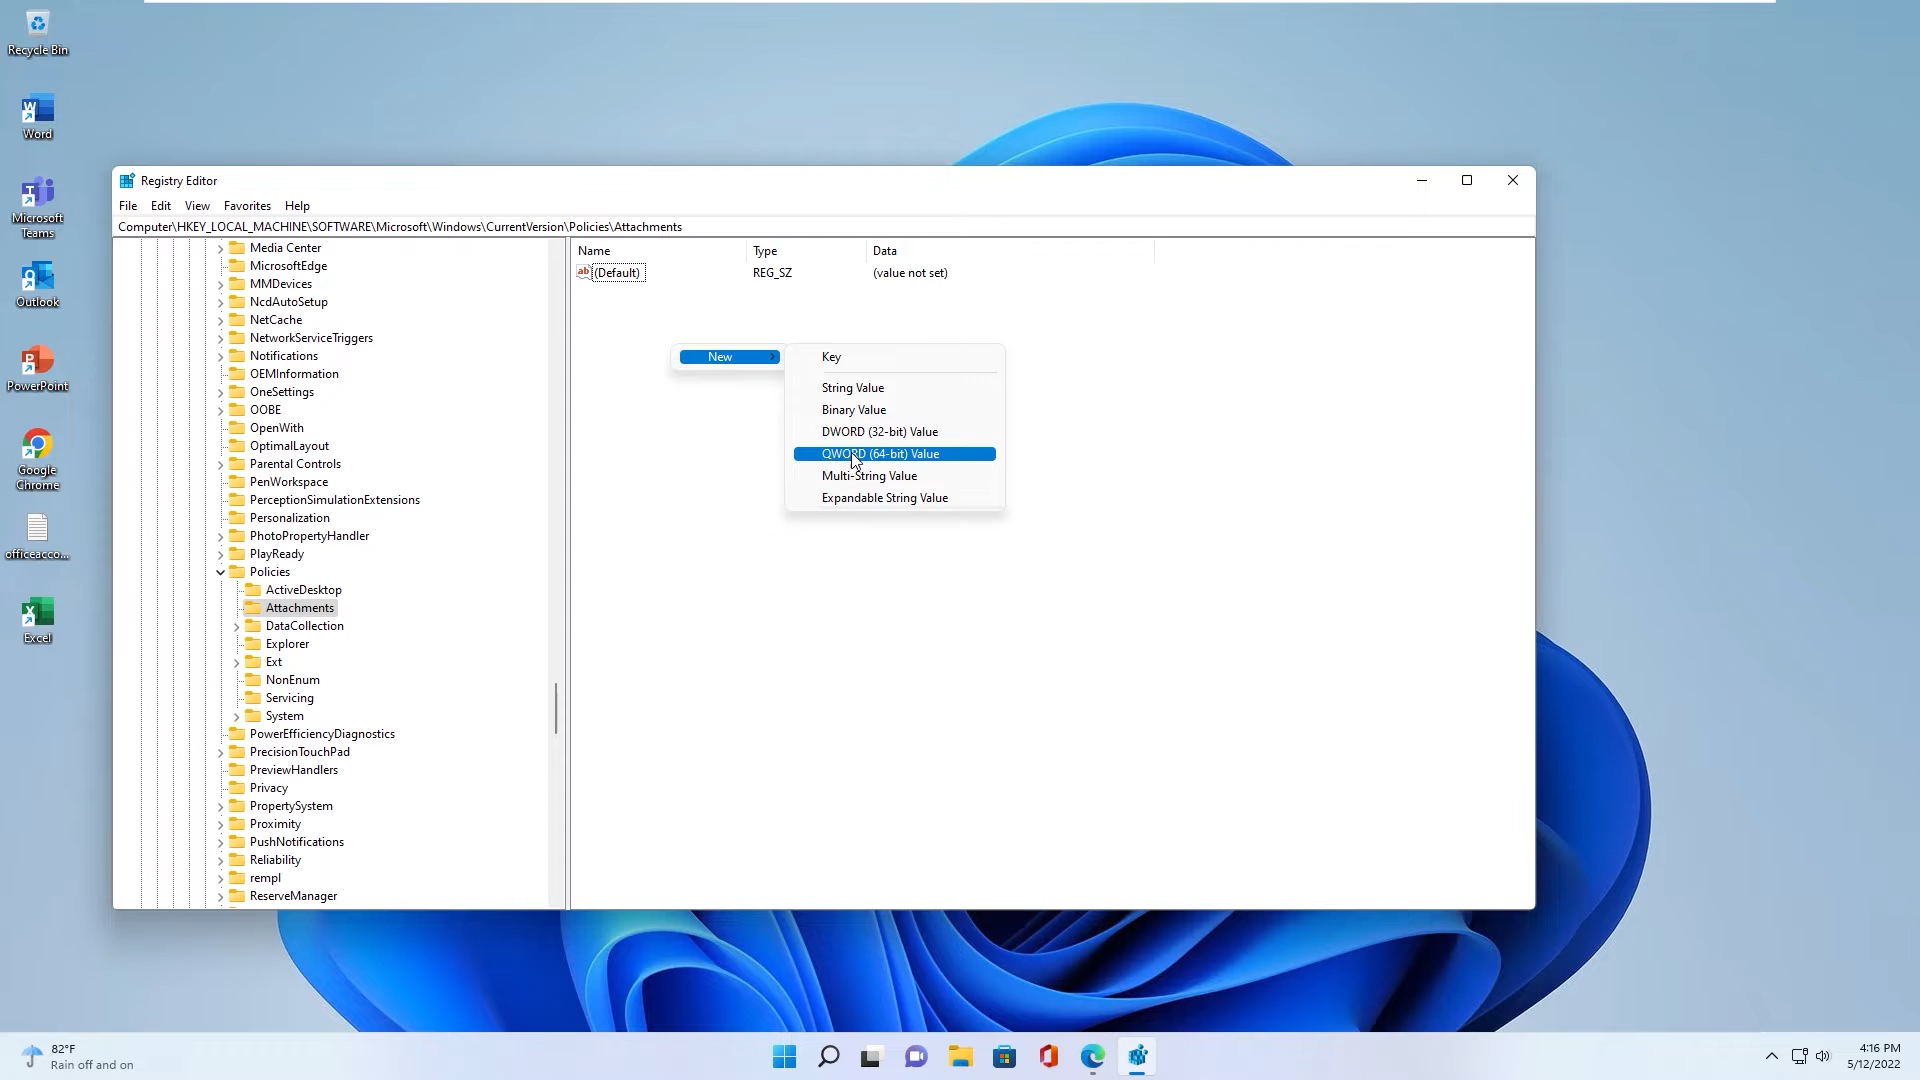 Recycle Bin
Word
Microsoft
Teams
Outlook
PowerPoint
Google
Chrome
officeacco...
Excel
Registry Editor
File Edit View Favorites Help
Computer\HKEY_LOCAL_MACHINE\SOFTWARE\Microsoft\Windows\CurrentVersion\Policies\Attachments
Media Center
MicrosoftEdge
MMDevices
NcdAutoSetup
NetCache
NetworkServiceTriggers
Notifications
OEMInformation
OneSettings
OOBE
OpenWith
OptimalLayout
Parental Controls
PenWorkspace
PerceptionSimulationExtensions
Personalization
PhotoPropertyHandler
PlayReady
Policies
ActiveDesktop
Attachments
DataCollection
Explorer
Ext
NonEnum
Servicing
System
PowerEfficiencyDiagnostics
PrecisionTouchPad
PreviewHandlers
Privacy
PropertySystem
Proximity
PushNotifications
Reliability
rempl
ReserveManager
Name Type Data
ab (Default) REG_SZ (value not set)
New
Key
String Value
Binary Value
DWORD (32-bit) Value
QWORD (64-bit) Value
Multi-String Value
Expandable String Value
82°F
Rain off and on
4:16 PM
5/12/2022